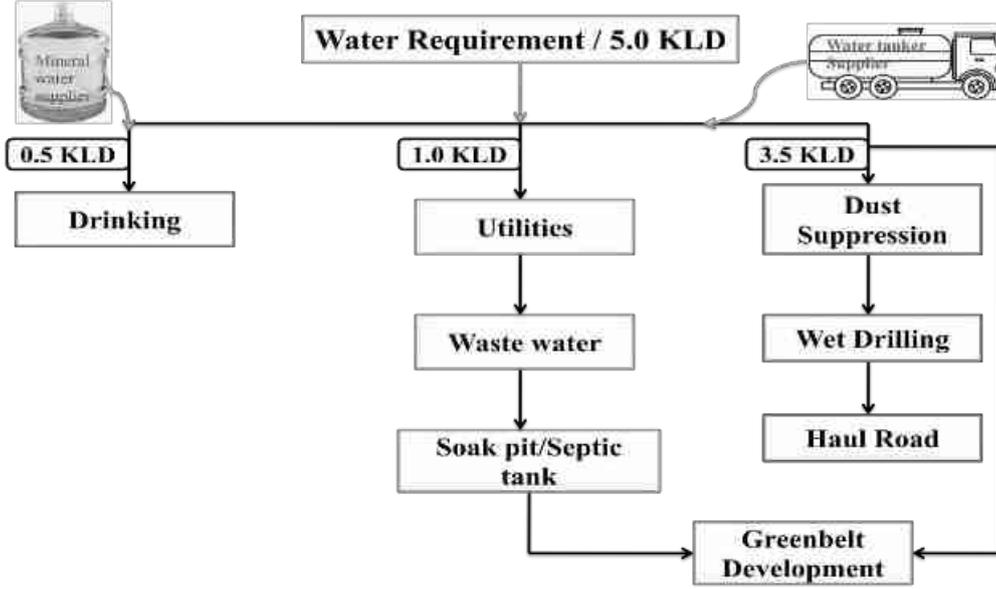 Water Requirement / 5.0 KLD
Mineral
water
supplier
Water tanker
Supplier
0.5 KLD
1.0 KLD
3.5 KLD
Drinking
Utilities
Dust
Suppression
Waste water
Wet Drilling
Soak pit/Septic
tank
Haul Road
Greenbelt
Development